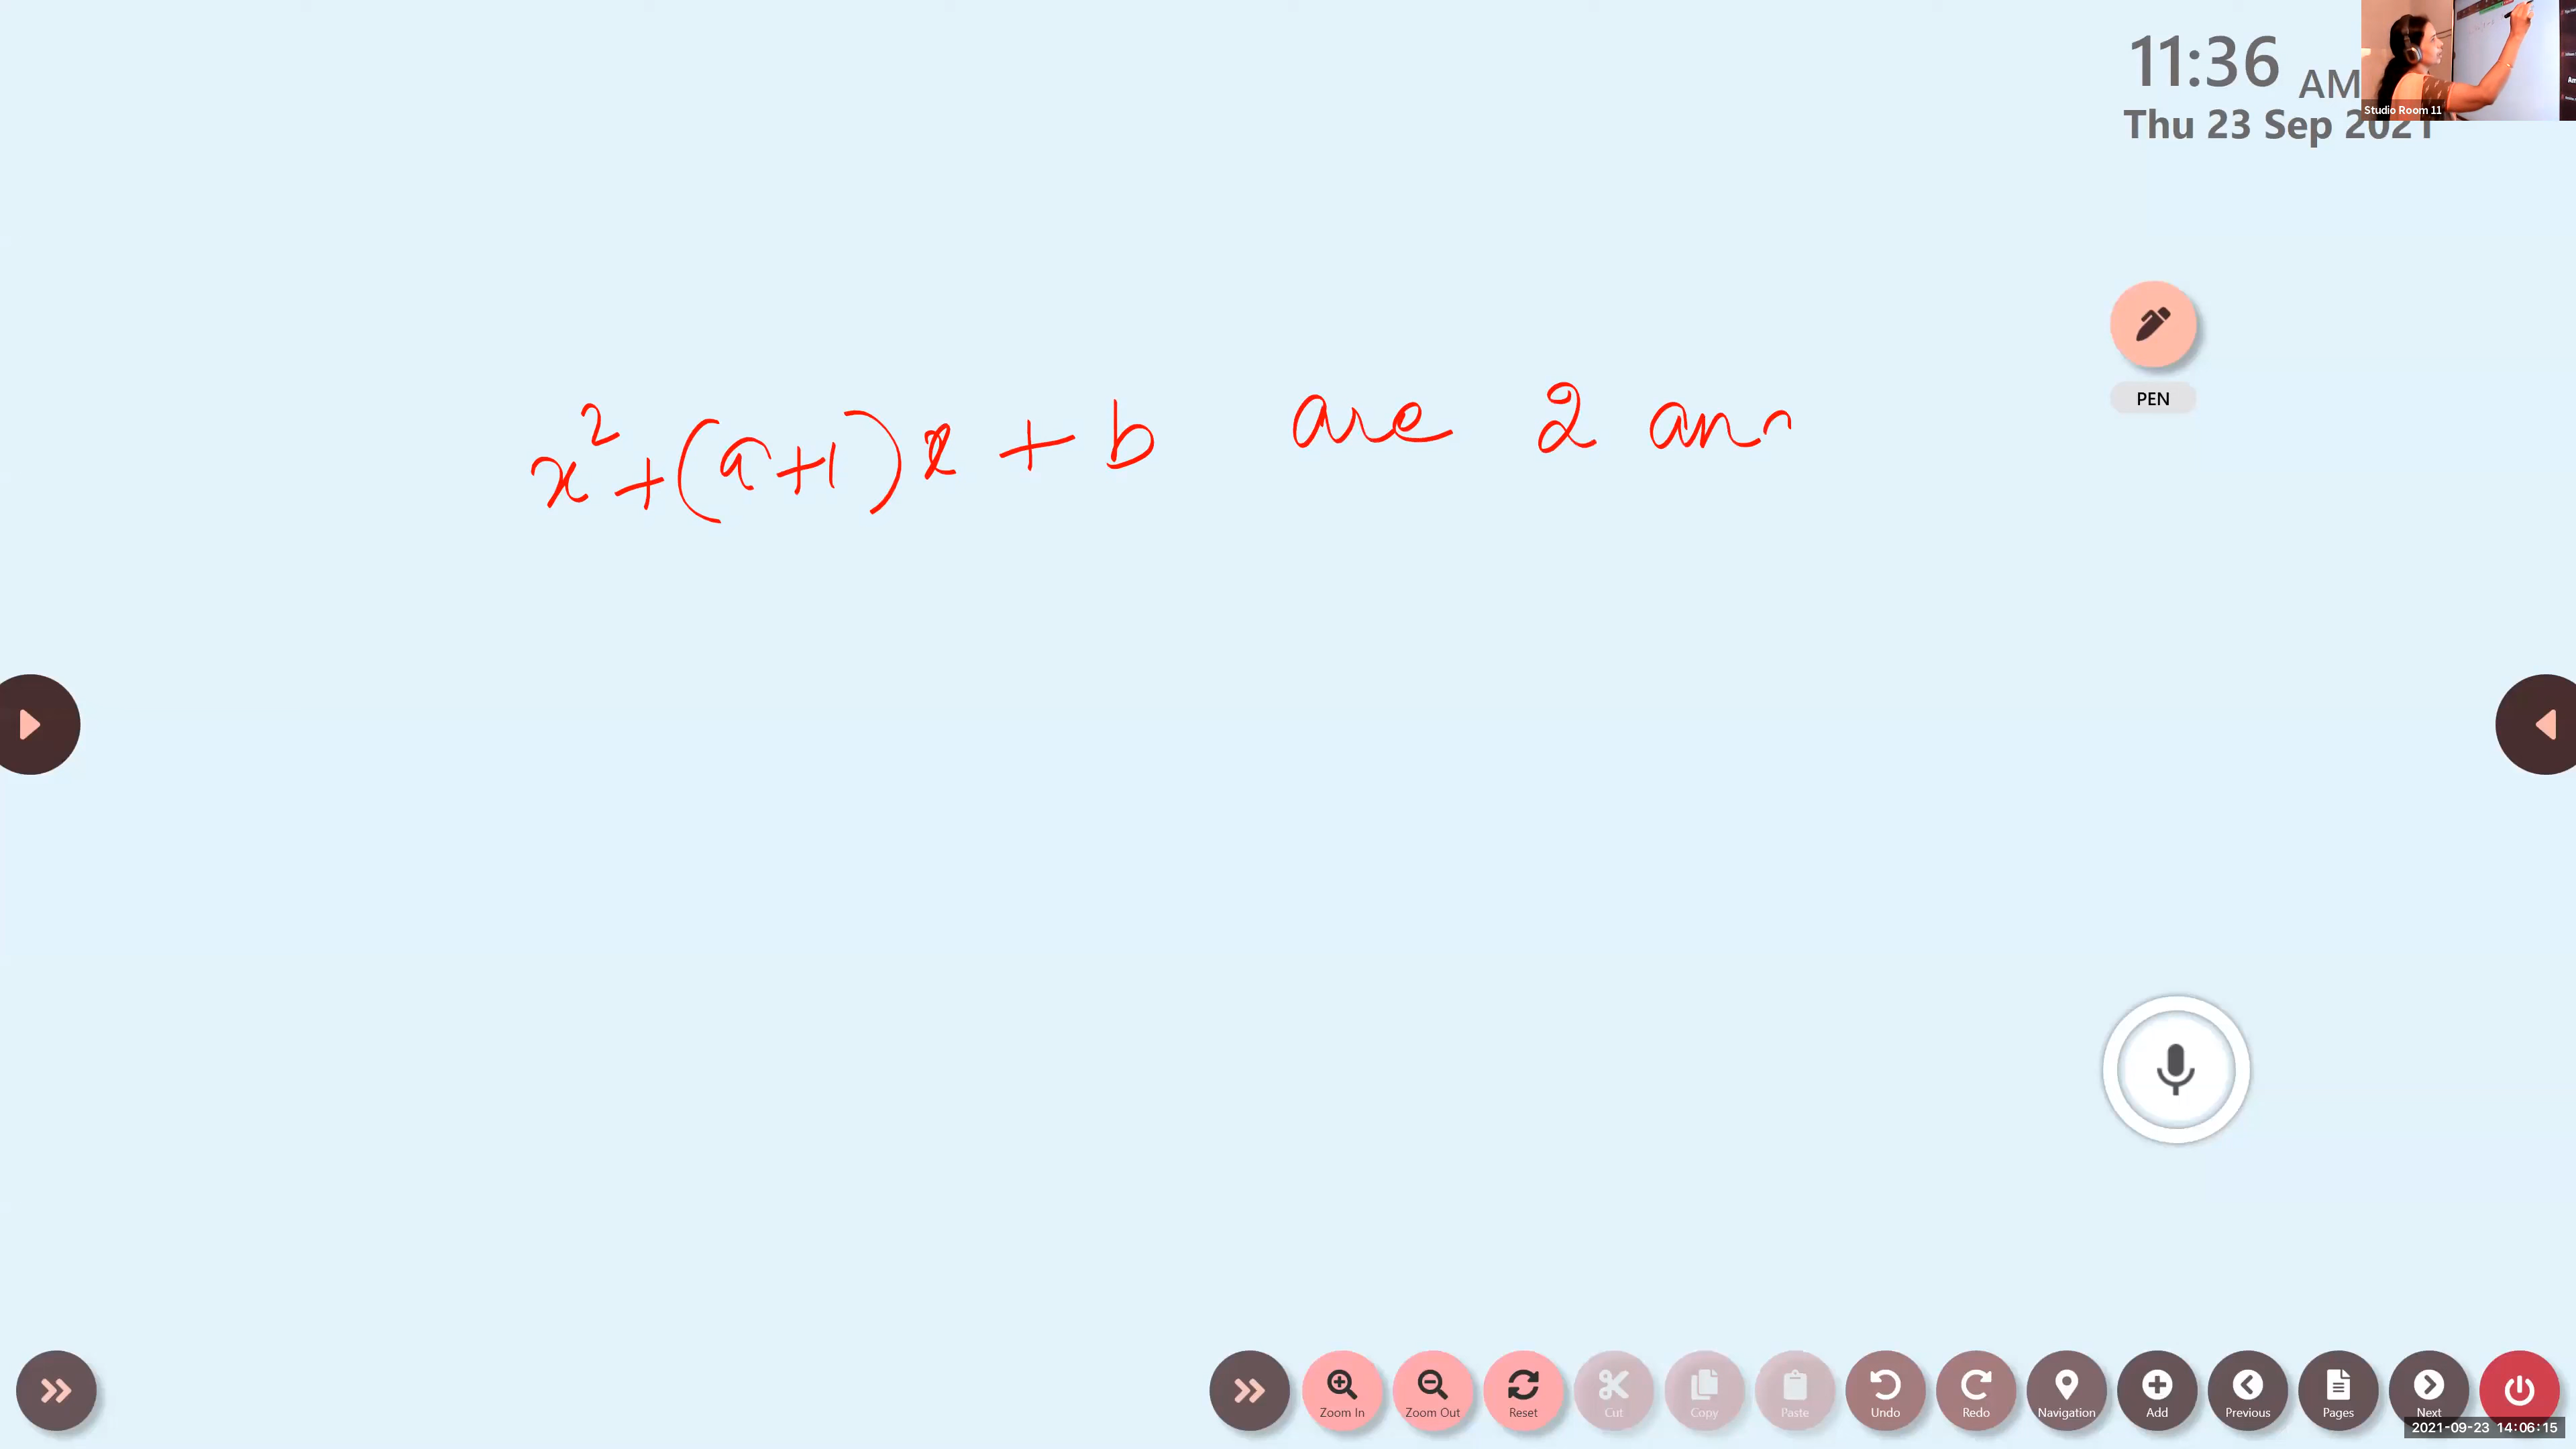 11:36 AM
Studio Room 11
Thu 23 Sep 2021
x² + (a+1)x + b are 2 an
PEN
Zoom In Zoom Out Reset Cut Copy Paste Undo Redo Navigation Add Previous Pages Next
2021-09-23 14:06:15